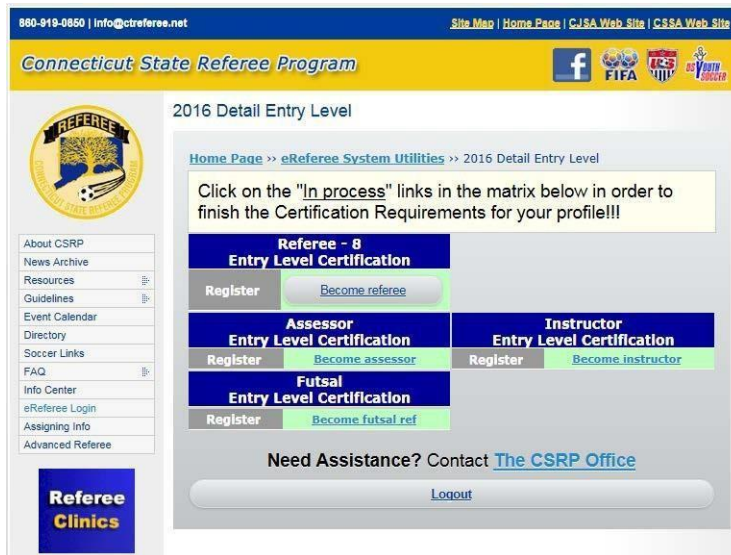 860-919-0850 | info@ctreferee.net
Site Map | Home Page | CJSA Web Site | CSSA Web Site
Connecticut State Referee Program
f
FIFA
US
US YOUTH SOCCER
REFEREE
CONNECTICUT STATE REFEREE PROGRAM
2016 Detail Entry Level
Home Page ›› eReferee System Utilities ›› 2016 Detail Entry Level
Click on the "In process" links in the matrix below in order to
finish the Certification Requirements for your profile!!!
Referee - 8
Entry Level Certification
Register Become referee
Assessor
Entry Level Certification
Register Become assessor
Instructor
Entry Level Certification
Register Become instructor
Futsal
Entry Level Certification
Register Become futsal ref
Need Assistance? Contact The CSRP Office
Logout
About CSRP
News Archive
Resources
Guidelines
Event Calendar
Directory
Soccer Links
FAQ
Info Center
eReferee Login
Assigning Info
Advanced Referee
Referee
Clinics